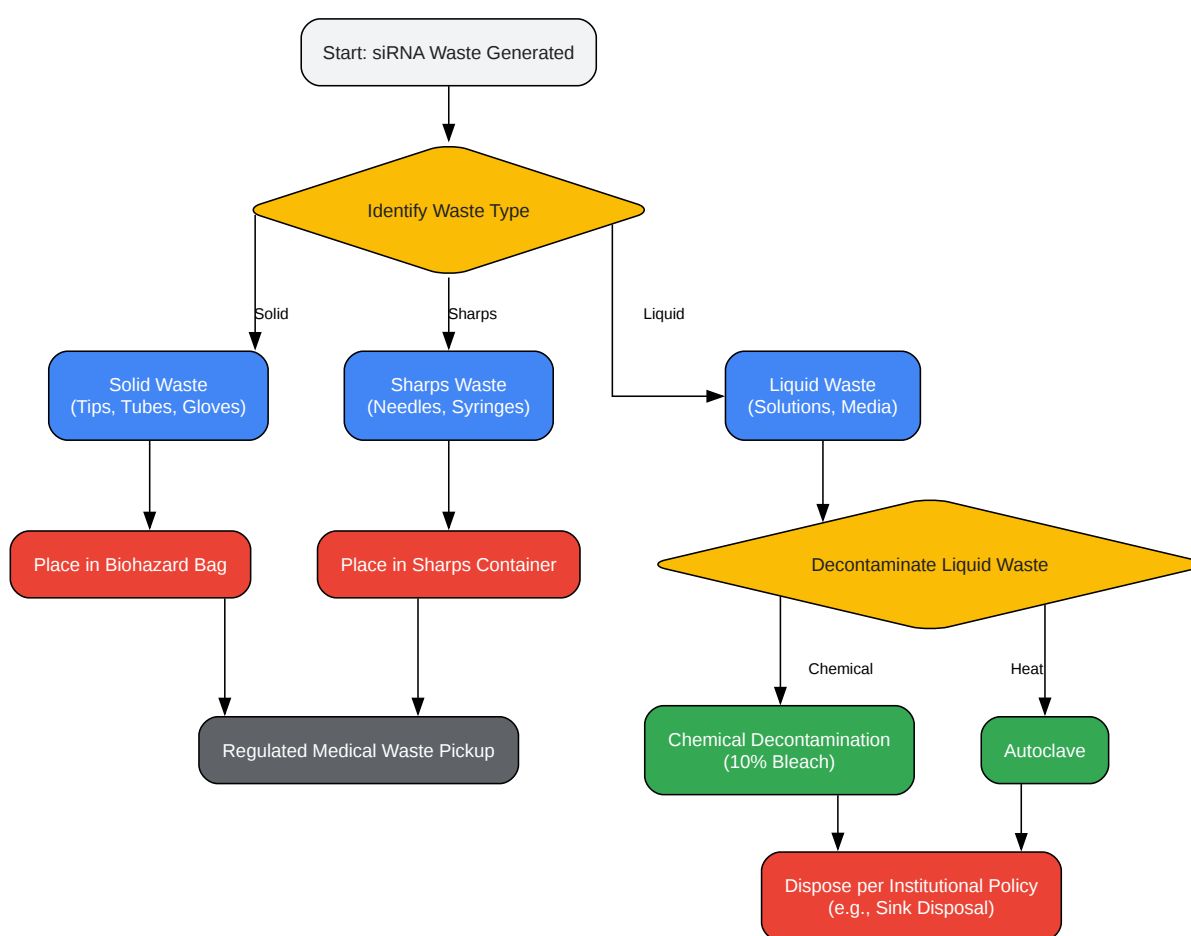 Start: siRNA Waste Generated
Identify Waste Type
Solid
Sharps
Liquid
Solid Waste
(Tips, Tubes, Gloves)
Sharps Waste
(Needles, Syringes)
Liquid Waste
(Solutions, Media)
Place in Biohazard Bag
Place in Sharps Container
Decontaminate Liquid Waste
Chemical
Heat
Regulated Medical Waste Pickup
Chemical Decontamination
(10% Bleach)
Autoclave
Dispose per Institutional Policy
(e.g., Sink Disposal)